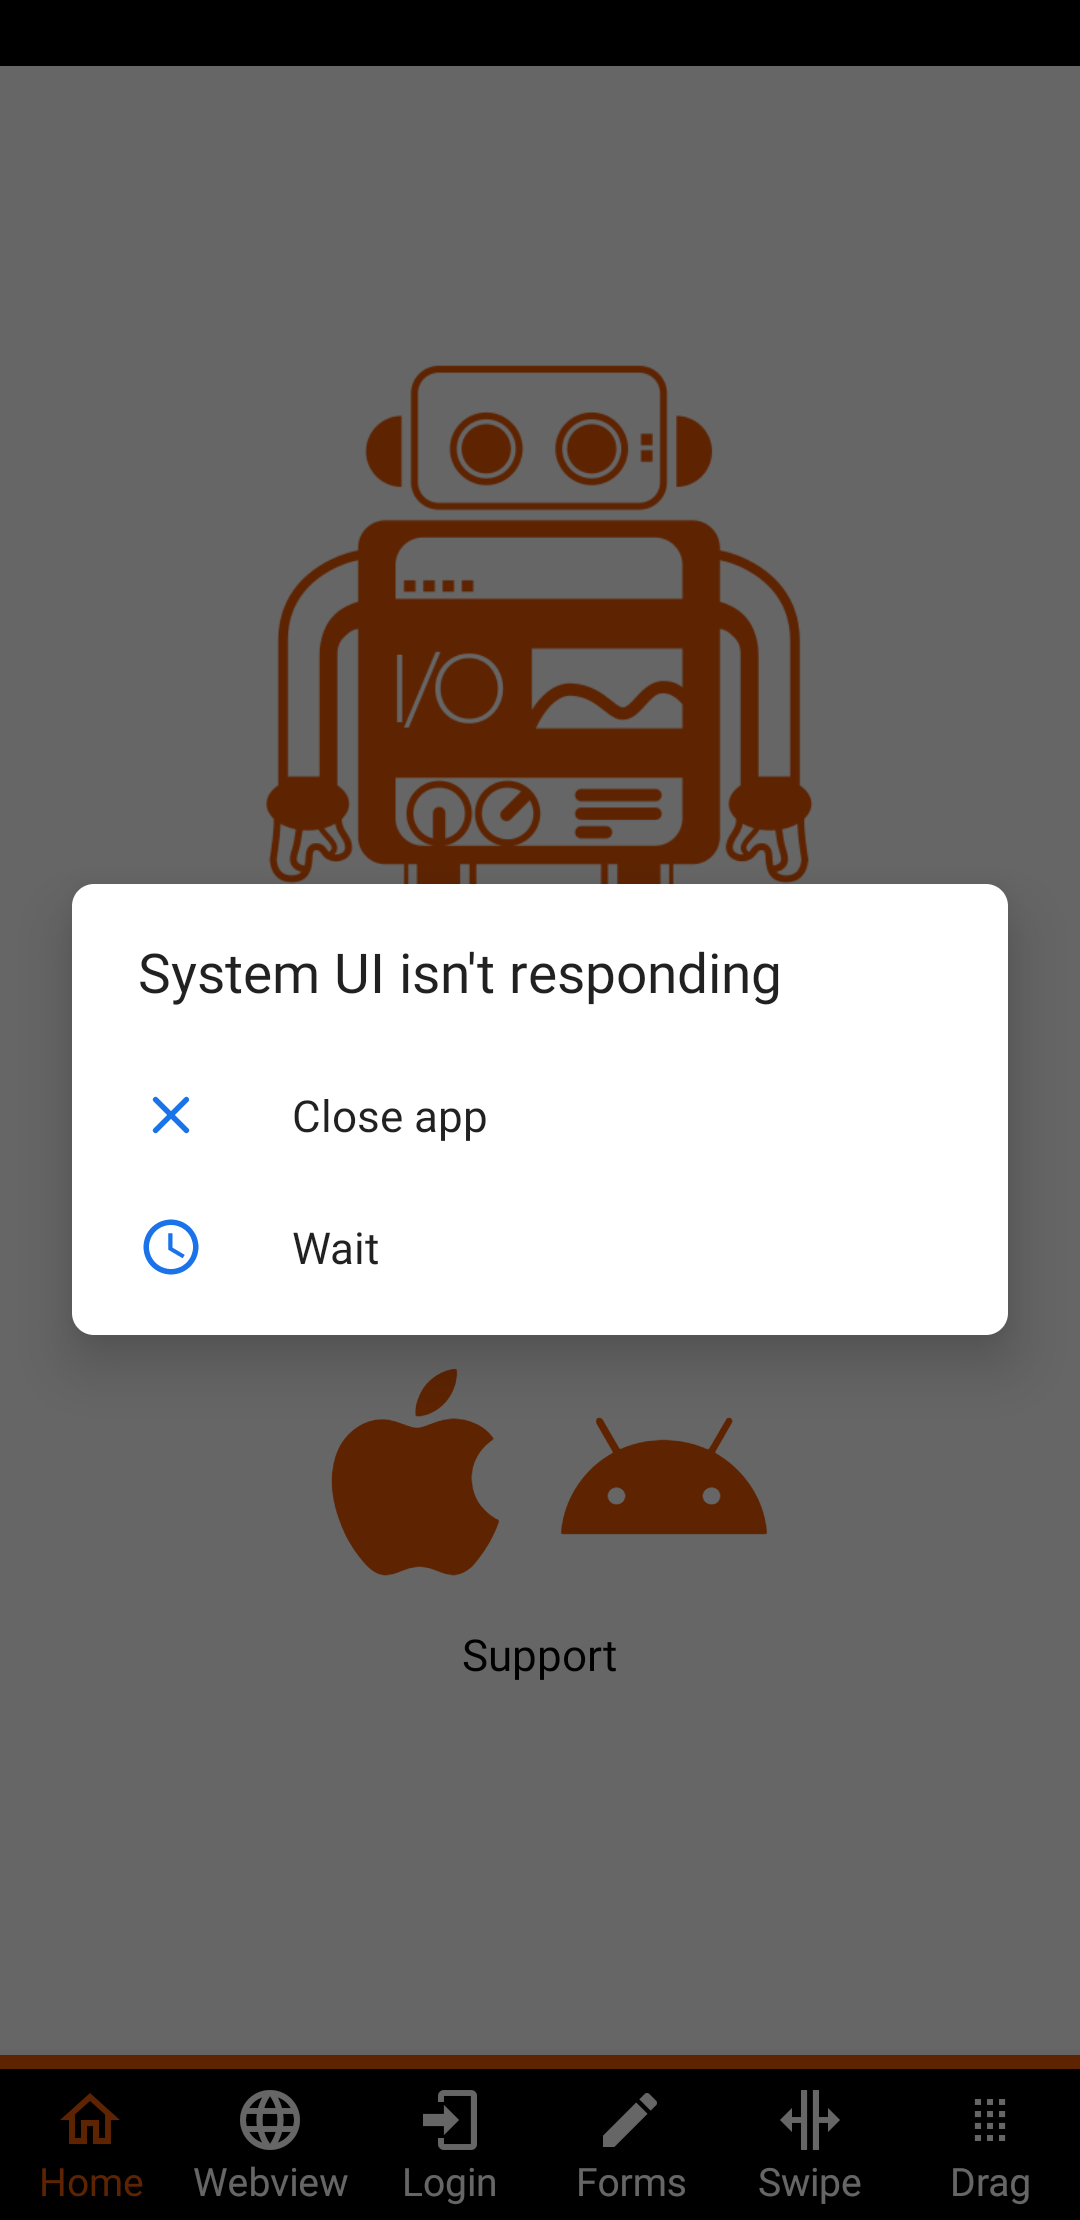 I/O
System UI isn't responding
Close app
Wait
Support
Home Webview Login Forms Swipe Drag